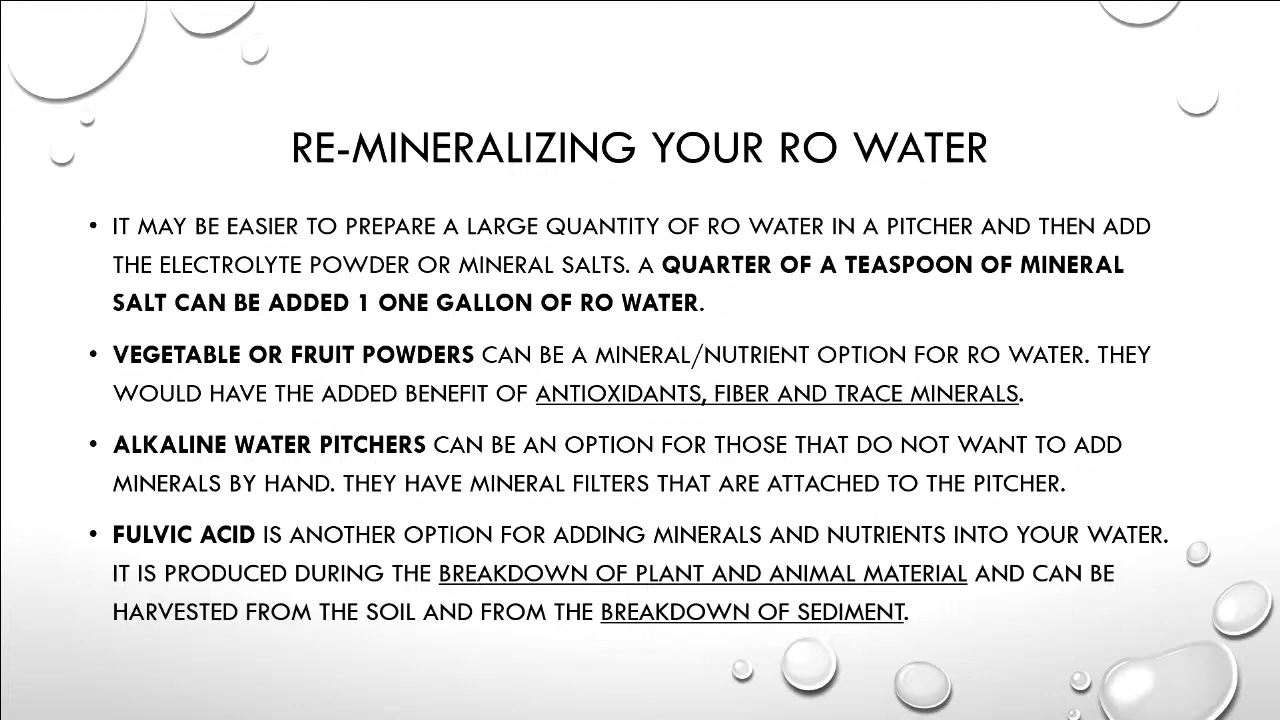 RE-MINERALIZING YOUR RO WATER
• IT MAY BE EASIER TO PREPARE A LARGE QUANTITY OF RO WATER IN A PITCHER AND THEN ADD
THE ELECTROLYTE POWDER OR MINERAL SALTS. A QUARTER OF A TEASPOON OF MINERAL
SALT CAN BE ADDED 1 ONE GALLON OF RO WATER.
• VEGETABLE OR FRUIT POWDERS CAN BE A MINERAL/NUTRIENT OPTION FOR RO WATER. THEY
WOULD HAVE THE ADDED BENEFIT OF ANTIOXIDANTS, FIBER AND TRACE MINERALS.
• ALKALINE WATER PITCHERS CAN BE AN OPTION FOR THOSE THAT DO NOT WANT TO ADD
MINERALS BY HAND. THEY HAVE MINERAL FILTERS THAT ARE ATTACHED TO THE PITCHER.
• FULVIC ACID IS ANOTHER OPTION FOR ADDING MINERALS AND NUTRIENTS INTO YOUR WATER.
IT IS PRODUCED DURING THE BREAKDOWN OF PLANT AND ANIMAL MATERIAL AND CAN BE
HARVESTED FROM THE SOIL AND FROM THE BREAKDOWN OF SEDIMENT.